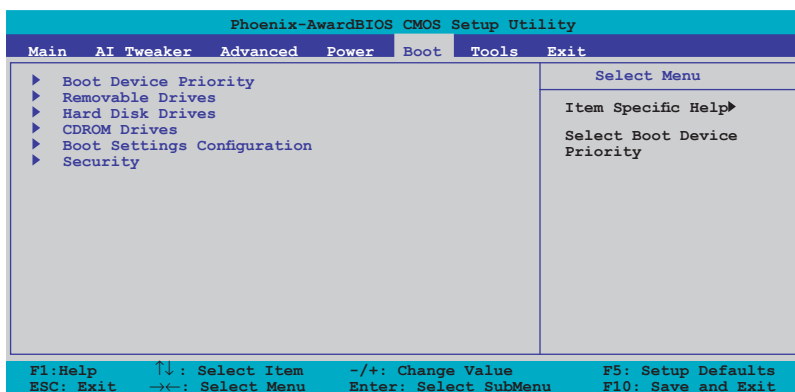 Phoenix-AwardBIOS CMOS Setup Utility
Main AI Tweaker Advanced Power Boot Tools Exit
Boot Device Priority
Removable Drives
Hard Disk Drives
CDROM Drives
Boot Settings Configuration
Security
Select Menu
Item Specific Help
Select Boot Device
Priority
F1:Help ↑↓: Select Item -/+: Change Value F5: Setup Defaults
ESC: Exit →←: Select Menu Enter: Select SubMenu F10: Save and Exit